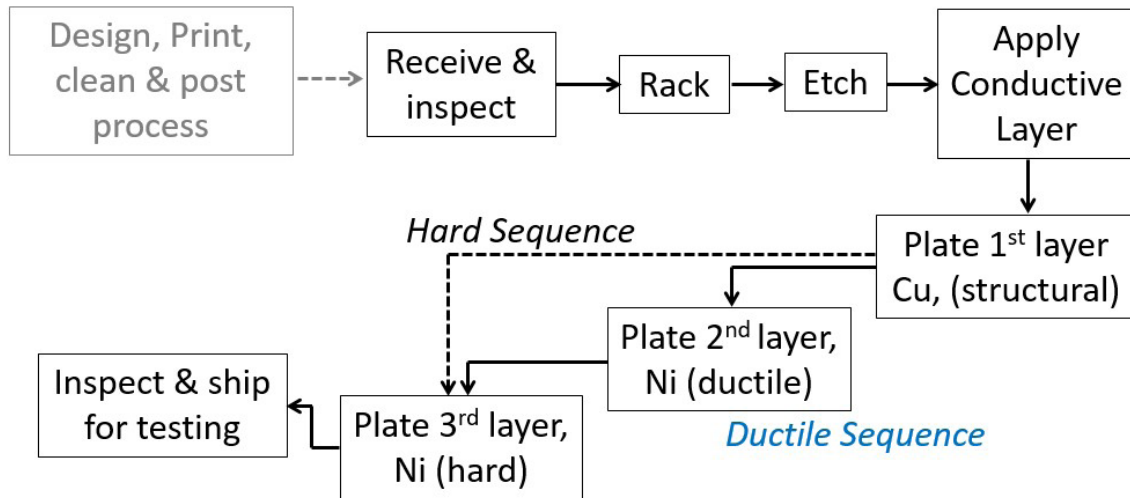 Design, Print,
clean & post
process
Receive &
inspect
Rack
Etch
Apply
Conductive
Layer
Hard Sequence
Plate 1st layer
Cu, (structural)
Plate 2nd layer,
Ni (ductile)
Ductile Sequence
Plate 3rd layer,
Ni (hard)
Inspect & ship
for testing